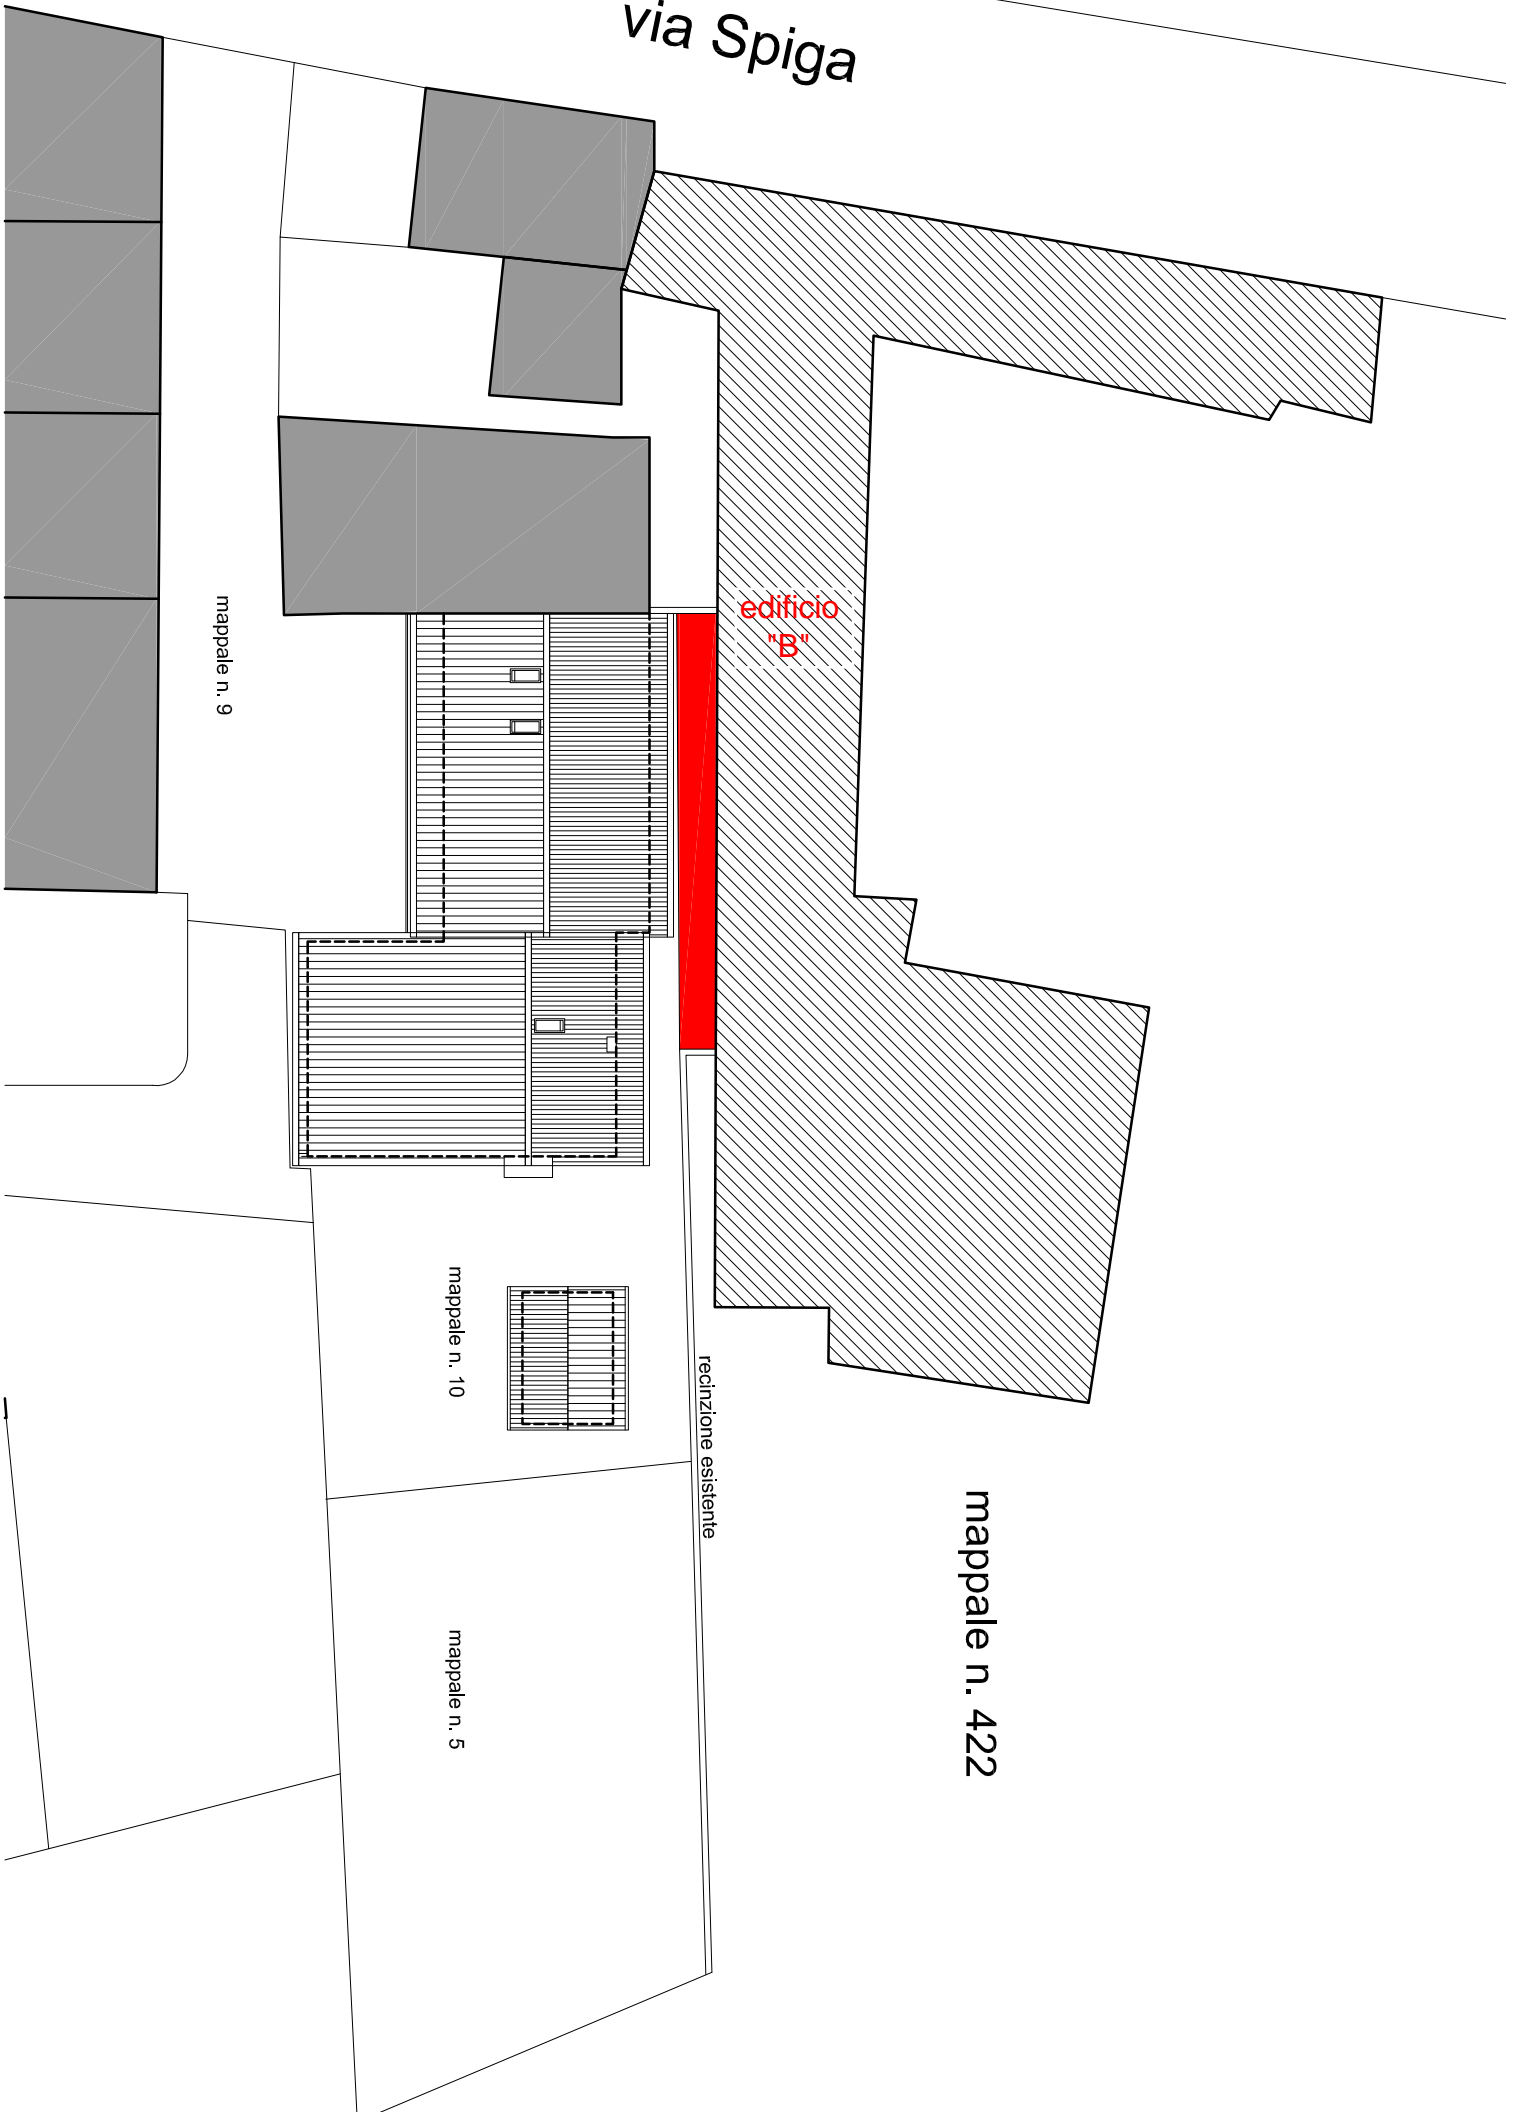 via Spiga
edificio
"B"
mappale n. 9
mappale n. 10
recinzione esistente
mappale n. 422
mappale n. 5